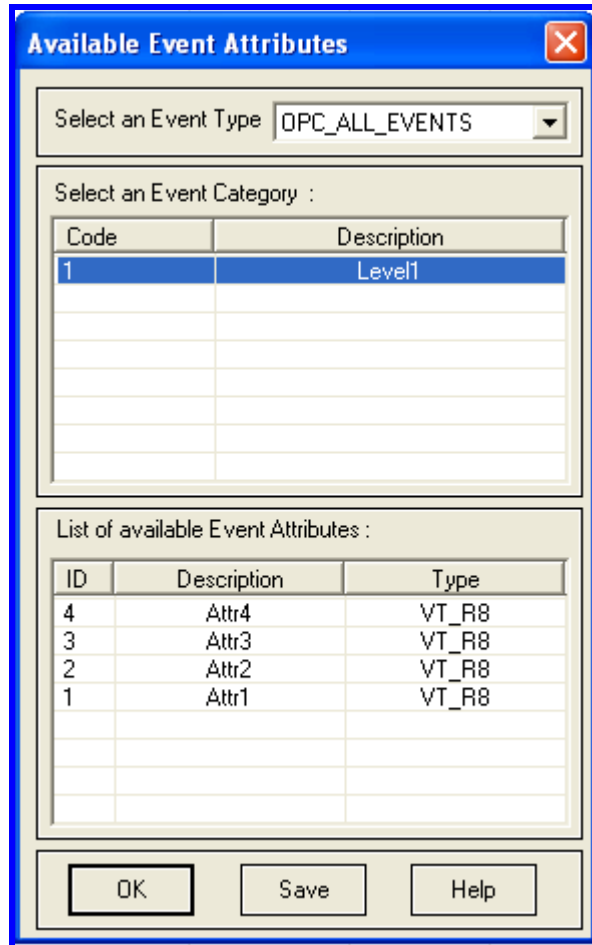 Available Event Attributes
Select an Event Type OPC_ALL_EVENTS
Select an Event Category :
Code Description
1 Level1
List of available Event Attributes :
ID Description Type
4 Attr4 VT_R8
3 Attr3 VT_R8
2 Attr2 VT_R8
1 Attr1 VT_R8
OK Save Help